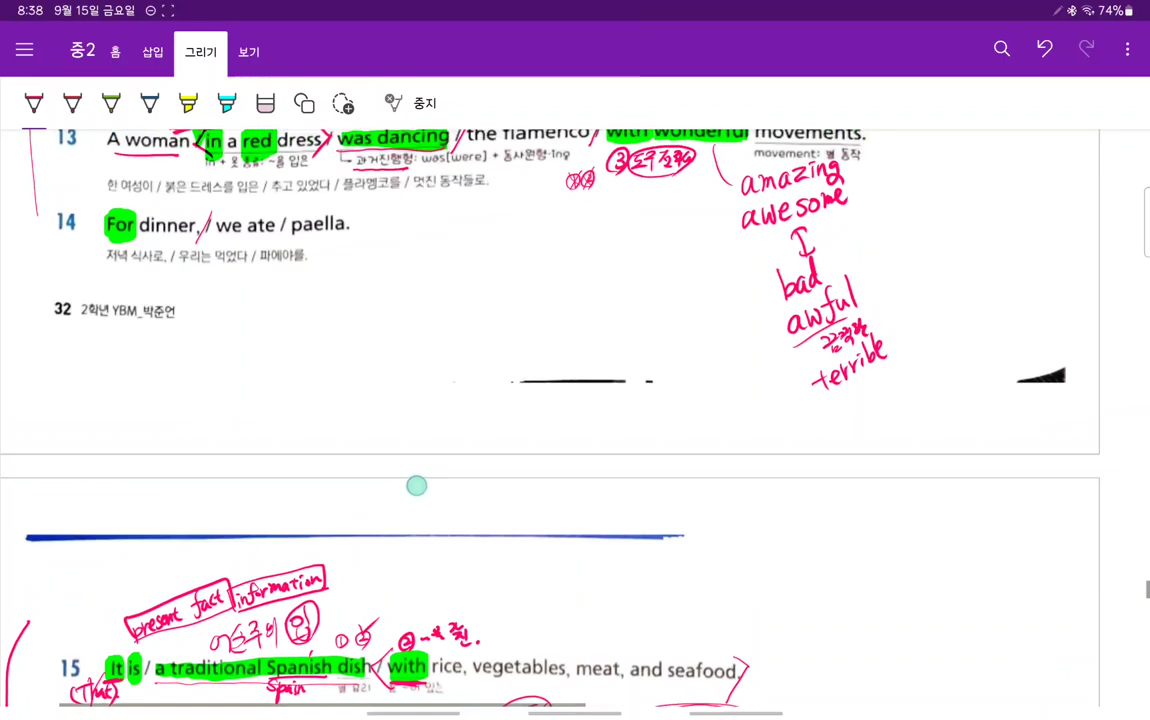 8:38 9월 15일 금요일 74%
중2 홈 삽입 그리기 보기
중지
13 A woman in a red dress / was dancing / the flamenco / with wonderful movements.
in + 옷 종류: ~을 입은
과거진행형: was[were] + 동사원형-ing
movement: 명 동작
한 여성이 / 붉은 드레스를 입은 / 추고 있었다 / 플라멩코를 / 멋진 동작들로.
③
①②
amazing
awesome
14 For dinner, / we ate / paella.
저녁 식사로, / 우리는 먹었다 / 파에야를.
bad
awful
끔찍한
terrible
32 2학년 YBM_박준언
present fact information
①②
15 It is / a traditional Spanish dish / with rice, vegetables, meat, and seafood.
(That)
Spain
명 요리